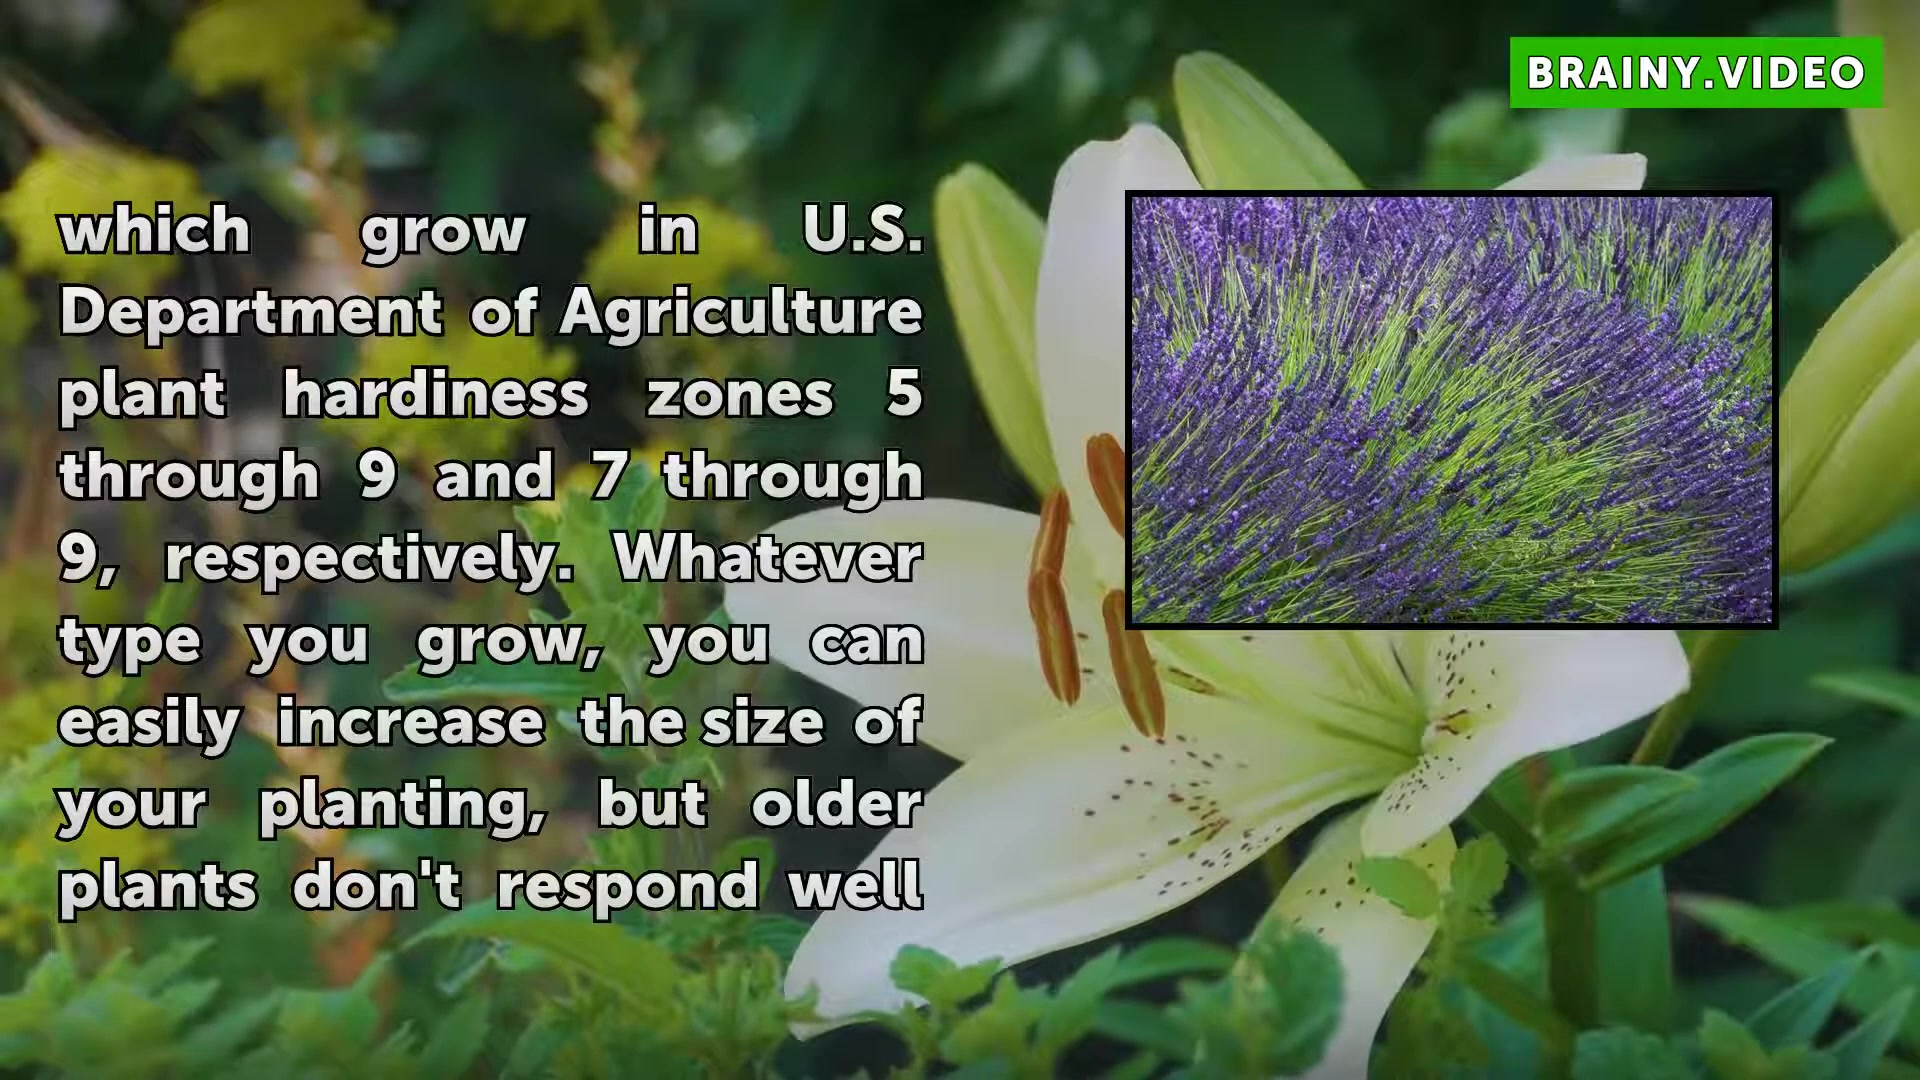 BRAINY.VIDEO
which grow in U.S.
Department of Agriculture
plant hardiness zones 5
through 9 and 7 through
9, respectively. Whatever
type you grow, you can
easily increase the size of
your planting, but older
plants don't respond well